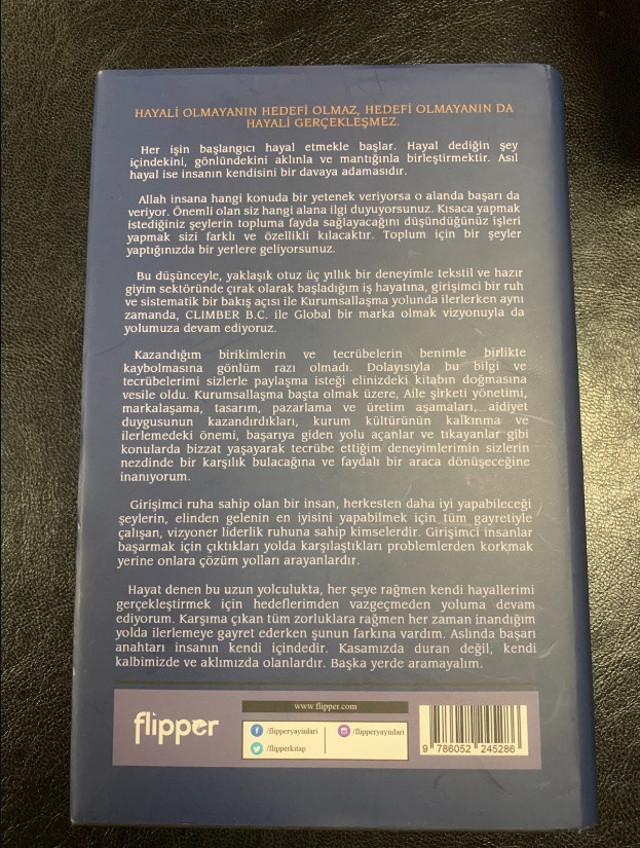 HAYALİ OLMAYANIN HEDEFİ OLMAZ, HEDEFİ OLMAYANIN DA
HAYALİ GERÇEKLEŞMEZ.
Her işin başlangıcı hayal etmekle başlar. Hayal dediğin şey
içindekini, gönlündekini aklınla ve mantığınla birleştirmektir. Asıl
hayal ise insanın kendisini bir davaya adamasıdır.
Allah insana hangi konuda bir yetenek veriyorsa o alanda başarı da
veriyor. Önemli olan siz hangi alana ilgi duyuyorsunuz. Kısaca yapmak
istediğiniz şeylerin topluma fayda sağlayacağını düşündüğünüz işleri
yapmak sizi farklı ve özellikli kılacaktır. Toplum için bir şeyler
yaptığınızda bir yerlere geliyorsunuz.
Bu düşünceyle, yaklaşık otuz üç yıllık bir deneyimle tekstil ve hazır
giyim sektöründe çırak olarak başladığım iş hayatına, girişimci bir ruh
ve sistematik bir bakış açısı ile Kurumsallaşma yolunda ilerlerken aynı
zamanda, CLIMBER B.C. ile Global bir marka olmak vizyonuyla da
yolumuza devam ediyoruz.
Kazandığım birikimlerin ve tecrübelerin benimle birlikte
kaybolmasına gönlüm razı olmadı. Dolayısıyla bu bilgi ve
tecrübelerimi sizlerle paylaşma isteği elinizdeki kitabın doğmasına
vesile oldu. Kurumsallaşma başta olmak üzere, Aile şirketi yönetimi,
markalaşama, tasarım, pazarlama ve üretim aşamaları, aidiyet
duygusunun kazandırdıkları, kurum kültürünün kalkınma ve
ilerlemedeki önemi, başarıya giden yolu açanlar ve tıkayanlar gibi
konularda bizzat yaşayarak tecrübe ettiğim deneyimlerimin sizlerin
nezdinde bir karşılık bulacağına ve faydalı bir araca dönüşeceğine
inanıyorum.
Girişimci ruha sahip olan bir insan, herkesten daha iyi yapabileceği
şeylerin, elinden gelenin en iyisini yapabilmek için tüm gayretiyle
çalışan, vizyoner liderlik ruhuna sahip kimselerdir. Girişimci insanlar
başarmak için çıktıkları yolda karşılaştıkları problemlerden korkmak
yerine onlara çözüm yolları arayanlardır.
Hayat denen bu uzun yolculukta, her şeye rağmen kendi hayallerimi
gerçekleştirmek için hedeflerimden vazgeçmeden yoluma devam
ediyorum. Karşıma çıkan tüm zorluklara rağmen her zaman inandığım
yolda ilerlemeye gayret ederken şunun farkına vardım. Aslında başarı
anahtarı insanın kendi içindedir. Kasamızda duran değil, kendi
kalbimizde ve aklımızda olanlardır. Başka yerde aramayalım.
flipper
www.flipper.com
/flipperyayinlari
/flipperyayinlari
/flipperkitap
9 786052 245286